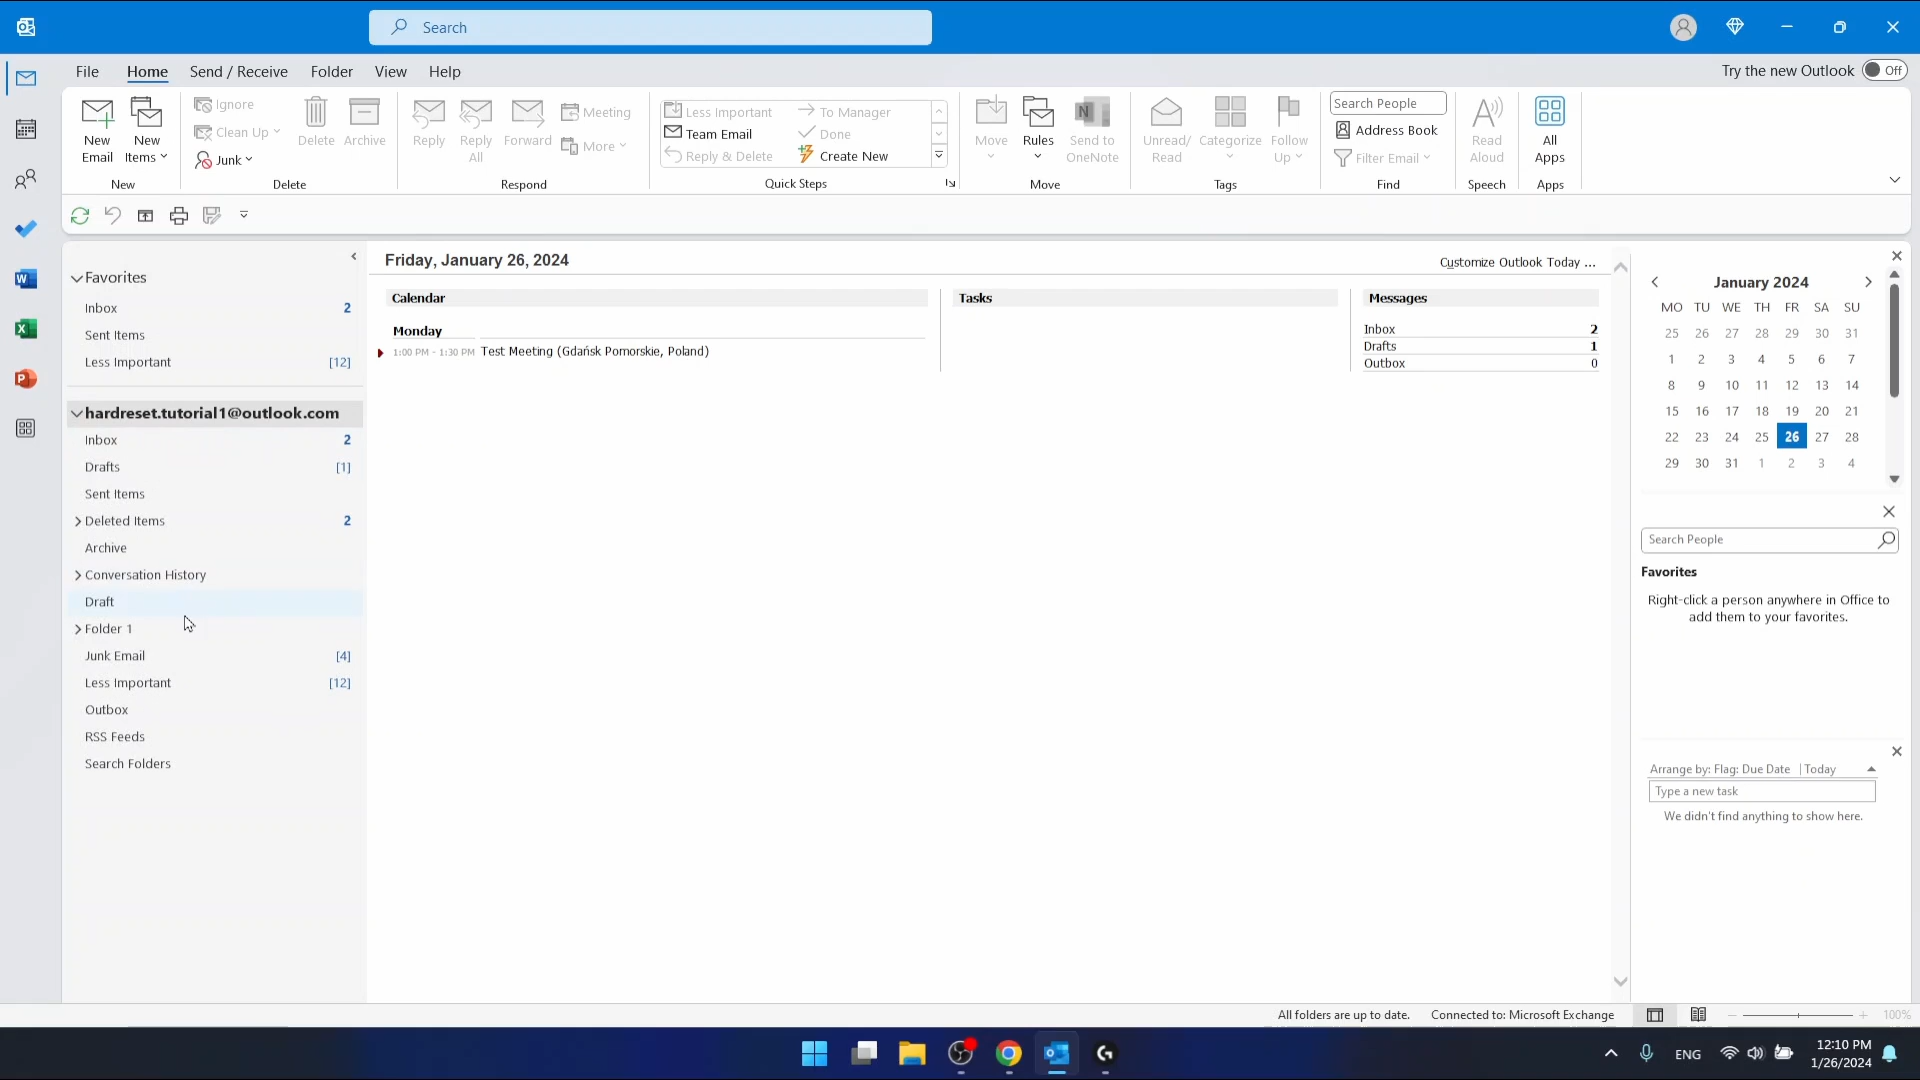 Search
File Home Send / Receive Folder View Help
Try the new Outlook Off
New Email
New Items
New
Ignore
Clean Up
Junk
Delete
Archive
Delete
Reply
Reply All
Forward
Meeting
More
Respond
Less Important
Team Email
Reply & Delete
To Manager
Done
Create New
Quick Steps
Move
Rules
Send to OneNote
Move
Unread/ Read
Categorize
Follow Up
Tags
Search People
Address Book
Filter Email
Find
Read Aloud
Speech
All Apps
Apps
Favorites
Inbox 2
Sent Items
Less Important [12]
hardreset.tutorial1@outlook.com
Inbox 2
Drafts [1]
Sent Items
Deleted Items 2
Archive
Conversation History
Draft
Folder 1
Junk Email [4]
Less Important [12]
Outbox
RSS Feeds
Search Folders
Friday, January 26, 2024
Customize Outlook Today ...
Calendar
Monday
1:00 PM - 1:30 PM Test Meeting (Gdańsk Pomorskie, Poland)
Tasks
Messages
Inbox 2
Drafts 1
Outbox 0
January 2024
MO TU WE TH FR SA SU
25 26 27 28 29 30 31
1 2 3 4 5 6 7
8 9 10 11 12 13 14
15 16 17 18 19 20 21
22 23 24 25 26 27 28
29 30 31 1 2 3 4
Search People
Favorites
Right-click a person anywhere in Office to
add them to your favorites.
Arrange by: Flag: Due Date | Today
Type a new task
We didn't find anything to show here.
All folders are up to date. Connected to: Microsoft Exchange 100%
ENG
12:10 PM
1/26/2024